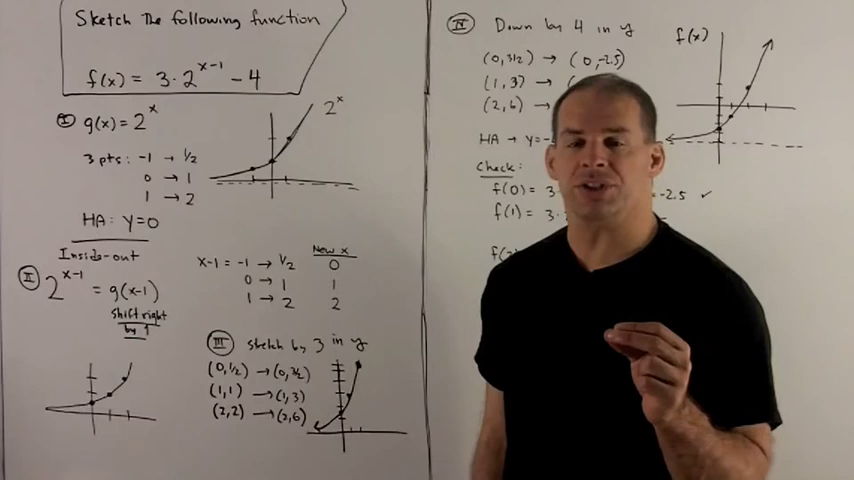 Sketch the following function
f(x) = 3·2^(x-1) - 4
I g(x) = 2^x
3 pts: -1 → 1/2
0 → 1
1 → 2
HA: y=0
2^x
Inside-out
II 2^(x-1) = g(x-1)
Shift right
by 1
New x
x-1 = -1 → 1/2 0
0 → 1 1
1 → 2 2
III stretch by 3 in y
(0, 1/2) → (0, 3/2)
(1, 1) → (1, 3)
(2, 2) → (2, 6)
IV Down by 4 in y
(0, 3/2) → (0, -2.5)
(1, 3) → (
(2, 6) →
HA → y=-
Check:
f(0) = 3· = -2.5 ✓
f(1) = 3·
f(x)